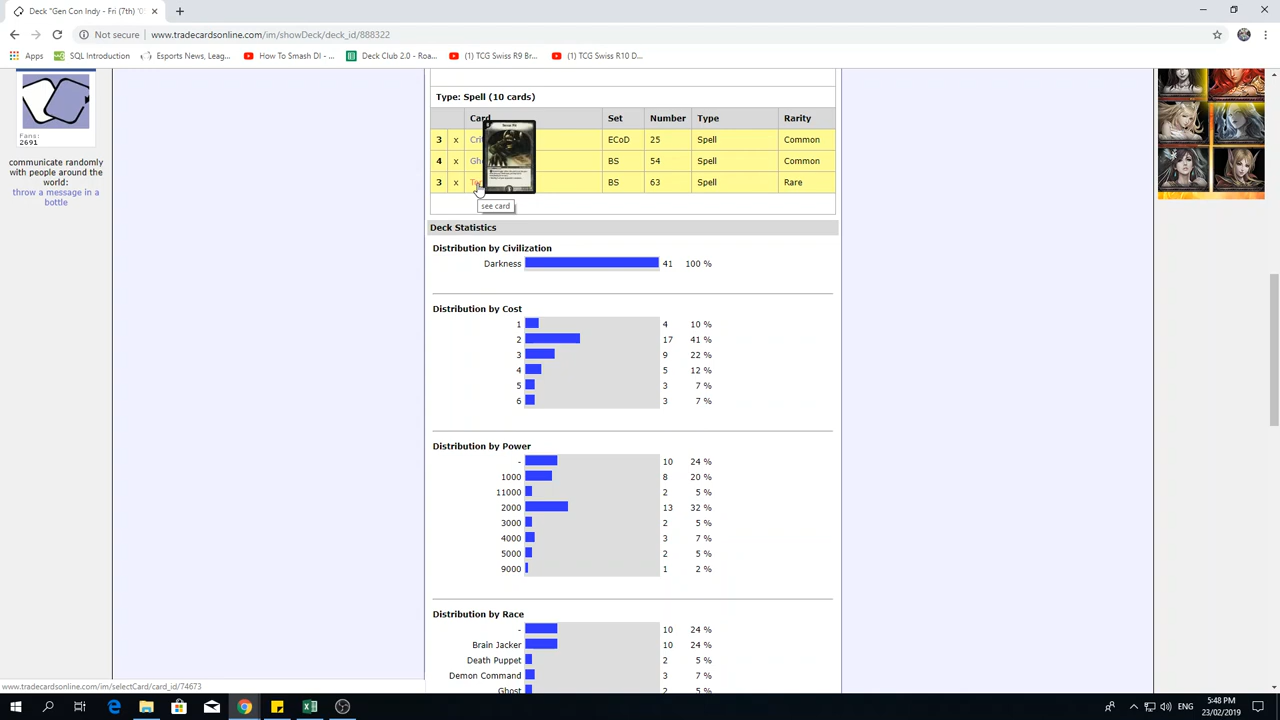 Deck "Gen Con Indy - Fri (7th) '0
Not secure
www.tradecardsonline.com/im/showDeck/deck_id/888322
Apps
SQL Introduction
Esports News, Leag...
How To Smash DI - ...
Deck Club 2.0 - Roa...
(1) TCG Swiss R9 Br...
(1) TCG Swiss R10 D...
Fans:
2691
communicate randomly
with people around the
world:
throw a message in a
bottle
Type: Spell (10 cards)
Card Set Number Type Rarity
3 x Cri ECoD 25 Spell Common
4 x Gh BS 54 Spell Common
3 x BS 63 Spell Rare
see card
Deck Statistics
Distribution by Civilization
Darkness 41 100 %
Distribution by Cost
1 4 10 %
2 17 41 %
3 9 22 %
4 5 12 %
5 3 7 %
6 3 7 %
Distribution by Power
- 10 24 %
1000 8 20 %
11000 2 5 %
2000 13 32 %
3000 2 5 %
4000 3 7 %
5000 2 5 %
9000 1 2 %
Distribution by Race
- 10 24 %
Brain Jacker 10 24 %
Death Puppet 2 5 %
Demon Command 3 7 %
Ghost 2 5 %
www.tradecardsonline.com/im/selectCard/card_id/74673
ENG
5:48 PM
23/02/2019